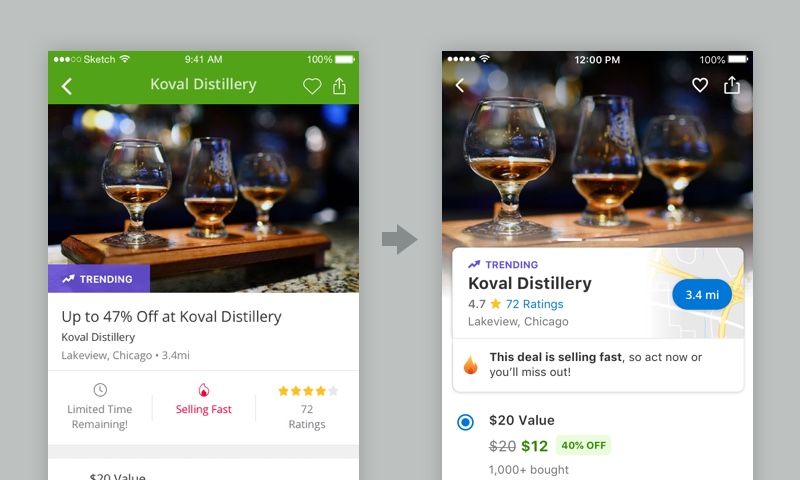 Sketch 9:41 AM 100%
Koval Distillery
TRENDING
Up to 47% Off at Koval Distillery
Koval Distillery
Lakeview, Chicago • 3.4mi
Limited Time
Remaining!
Selling Fast
72
Ratings
$20 Value
12:00 PM 100%
TRENDING
Koval Distillery
4.7 72 Ratings
Lakeview, Chicago
3.4 mi
This deal is selling fast, so act now or
you'll miss out!
$20 Value
$20 $12 40% OFF
1,000+ bought